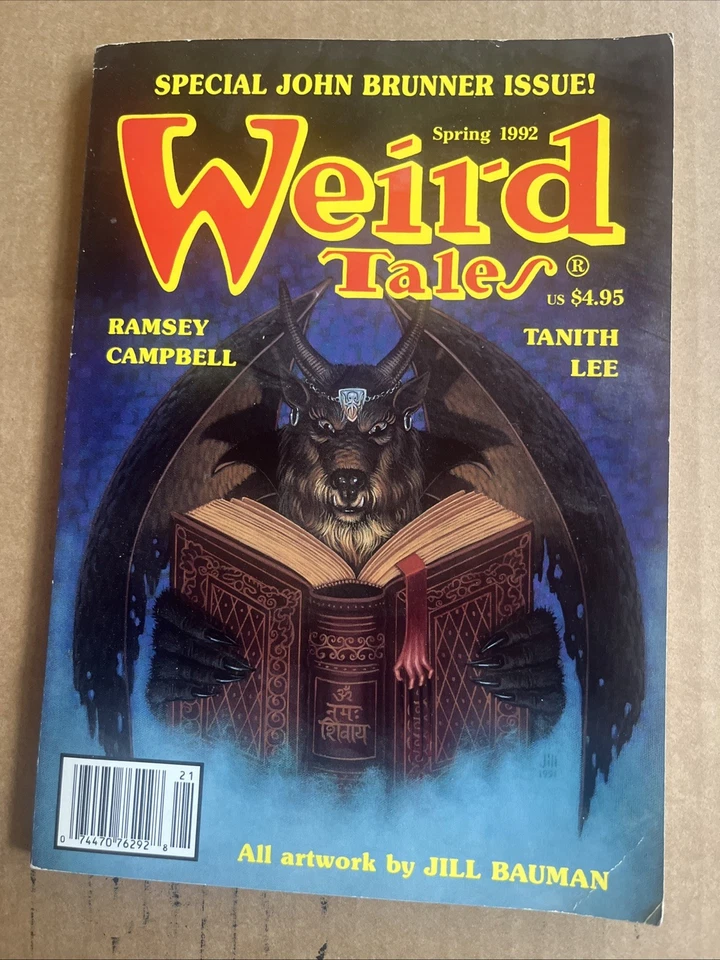 SPECIAL JOHN BRUNNER ISSUE!
Spring 1992
Weird
Tales®
US $4.95
RAMSEY
CAMPBELL
TANITH
LEE
ॐ
नमः
शिवाय
Jill
1991
21
0 74470 76292 8
All artwork by JILL BAUMAN